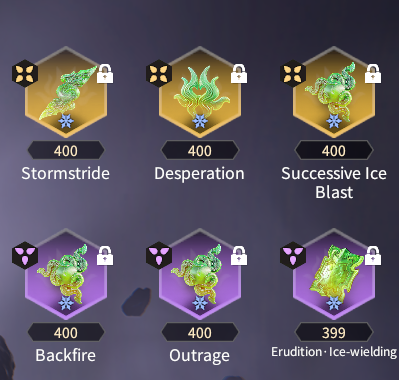 400 400 400
Stormstride Desperation Successive Ice
Blast
400 400 399
Backfire Outrage Erudition · Ice-wielding